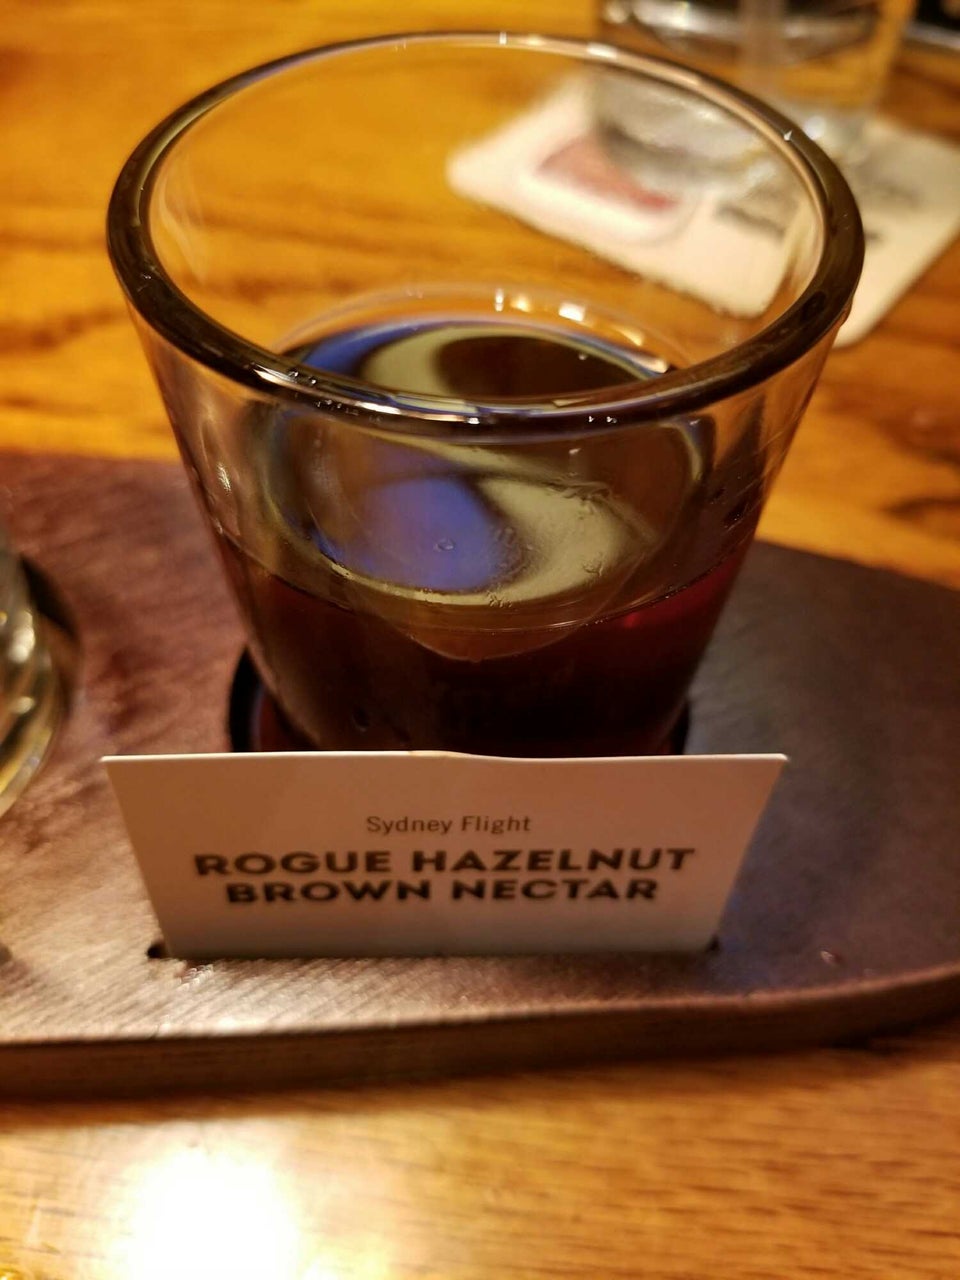 Sydney Flight
ROGUE HAZELNUT
BROWN NECTAR